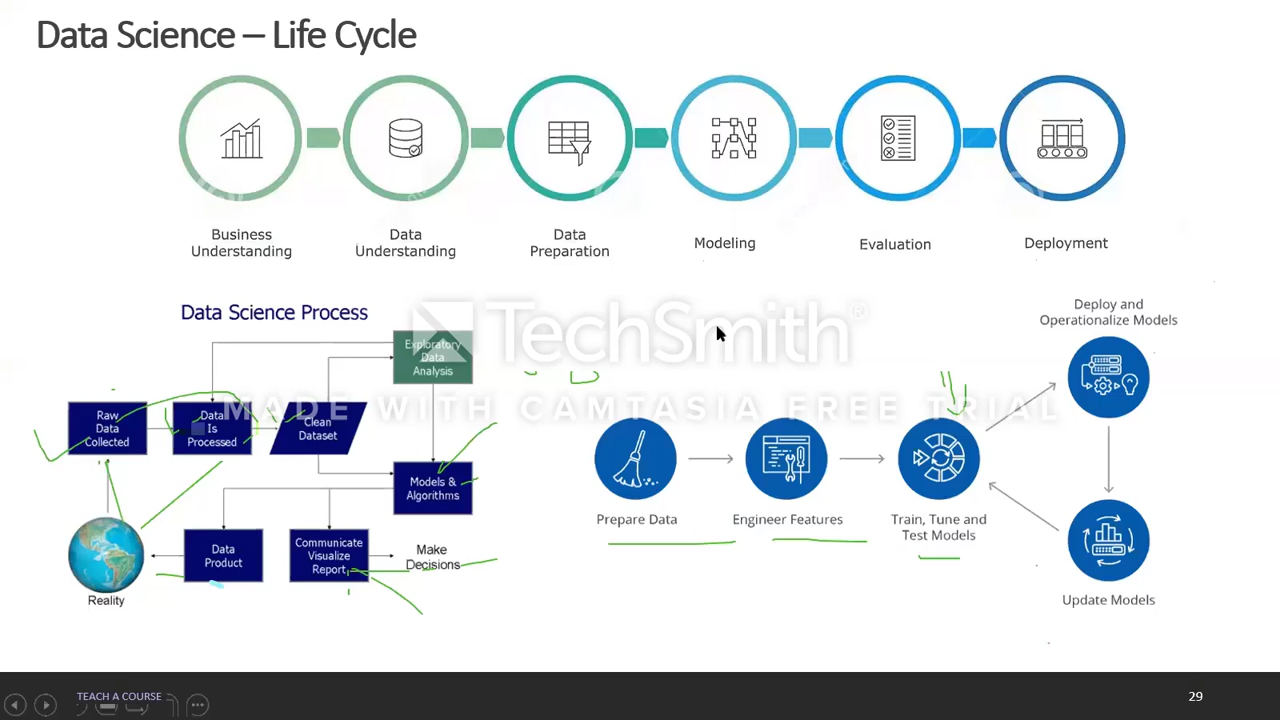 Data Science – Life Cycle
Business
Understanding
Data
Understanding
Data
Preparation
Modeling
Evaluation
Deployment
Data Science Process
Exploratory
Data
Analysis
Raw
Data
Collected
Data
Is
Processed
Clean
Dataset
Models &
Algorithms
Data
Product
Communicate
Visualize
Report
Make
Decisions
Reality
TechSmith®
MADE WITH CAMTASIA FREE TRIAL
Deploy and
Operationalize Models
Prepare Data
Engineer Features
Train, Tune and
Test Models
Update Models
TEACH A COURSE
29